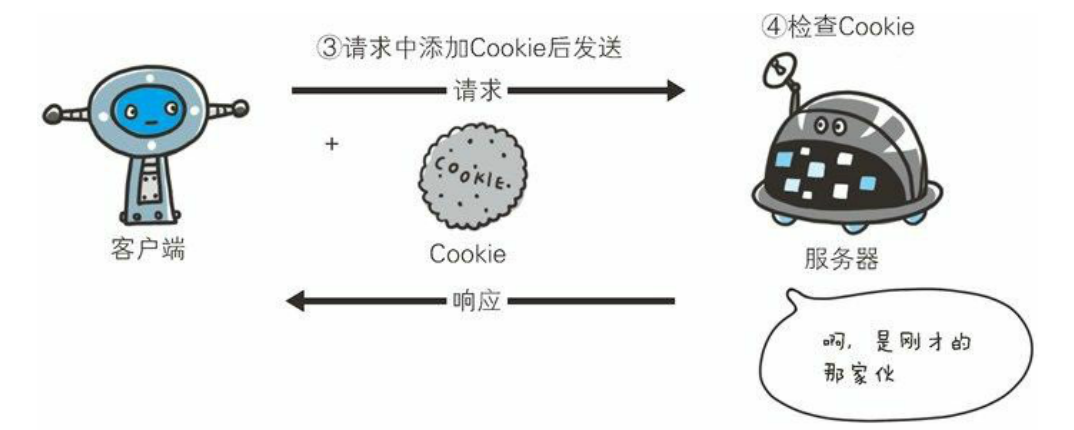 ④检查Cookie
③请求中添加Cookie后发送
请求
+
COOKIE.
客户端
Cookie
服务器
响应
啊,是刚才的
那家伙